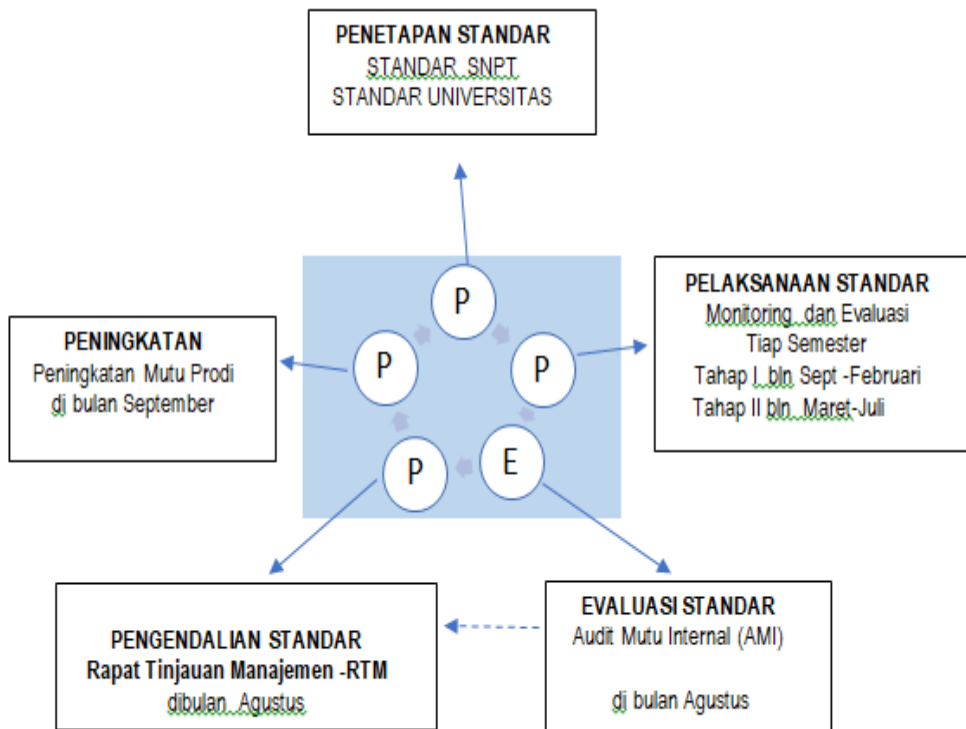 PENETAPAN STANDAR
STANDAR SNPT
STANDAR UNIVERSITAS
P
PELAKSANAAN STANDAR
Monitoring dan Evaluasi
Tiap Semester
Tahap I bln Sept -Februari
Tahap II bln Maret-Juli
P
E
EVALUASI STANDAR
Audit Mutu Internal (AMI)
di bulan Agustus
P
PENGENDALIAN STANDAR
Rapat Tinjauan Manajemen -RTM
dibulan Agustus
P
PENINGKATAN
Peningkatan Mutu Prodi
di bulan September